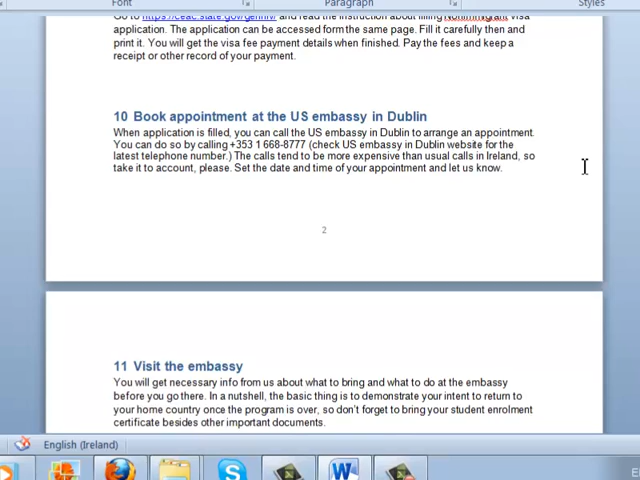 Font
Paragraph
Styles
Go to https://ceac.state.gov/genniv/ and read the instruction about filling Nonimmigrant visa
application. The application can be accessed form the same page. Fill it carefully then and
print it. You will get the visa fee payment details when finished. Pay the fees and keep a
receipt or other record of your payment.
10 Book appointment at the US embassy in Dublin
When application is filled, you can call the US embassy in Dublin to arrange an appointment.
You can do so by calling +353 1 668-8777 (check US embassy in Dublin website for the
latest telephone number.) The calls tend to be more expensive than usual calls in Ireland, so
take it to account, please. Set the date and time of your appointment and let us know.
2
11 Visit the embassy
You will get necessary info from us about what to bring and what to do at the embassy
before you go there. In a nutshell, the basic thing is to demonstrate your intent to return to
your home country once the program is over, so don't forget to bring your student enrolment
certificate besides other important documents.
English (Ireland)